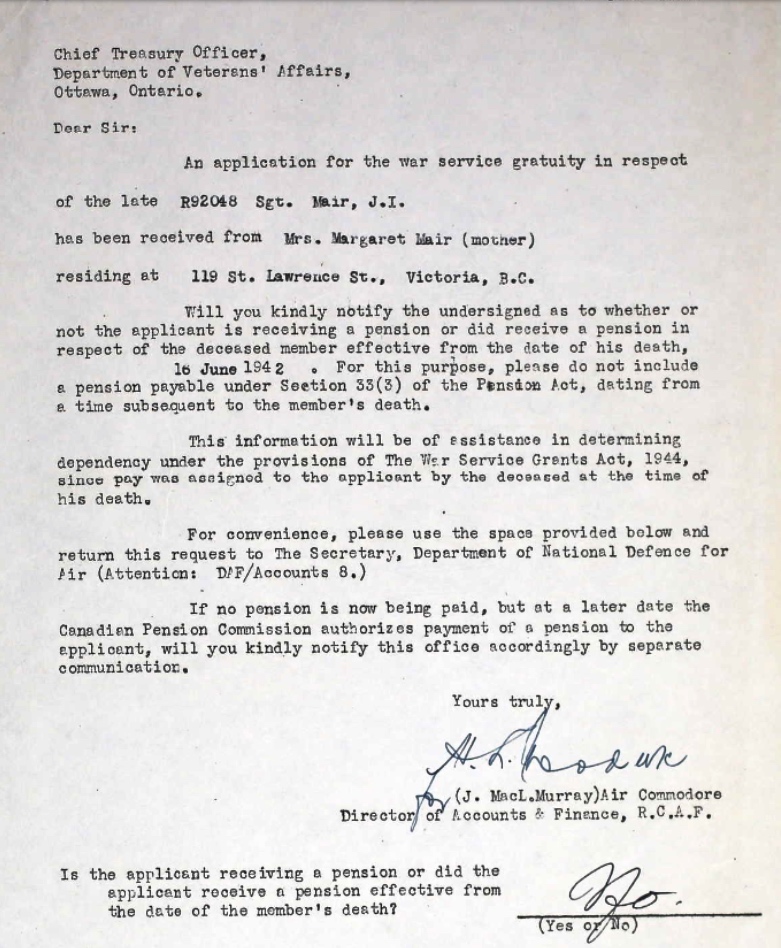 Chief Treasury Officer,
Department of Veterans' Affairs,
Ottawa, Ontario.
Dear Sir:
An application for the war service gratuity in respect
of the late R92048 Sgt. Mair, J.I.
has been received from Mrs. Margaret Mair (mother)
residing at 119 St. Lawrence St., Victoria, B.C.
Will you kindly notify the undersigned as to whether or
not the applicant is receiving a pension or did receive a pension in
respect of the deceased member effective from the date of his death,
16 June 1942 . For this purpose, please do not include
a pension payable under Section 33(3) of the Pension Act, dating from
a time subsequent to the member's death.
This information will be of assistance in determining
dependency under the provisions of The War Service Grants Act, 1944,
since pay was assigned to the applicant by the deceased at the time of
his death.
For convenience, please use the space provided below and
return this request to The Secretary, Department of National Defence for
Air (Attention: DAF/Accounts 8.)
If no pension is now being paid, but at a later date the
Canadian Pension Commission authorizes payment of a pension to the
applicant, will you kindly notify this office accordingly by separate
communication.
Yours truly,
H. L.
for (J. MacL.Murray)Air Commodore
Director of Accounts & Finance, R.C.A.F.
Is the applicant receiving a pension or did the
applicant receive a pension effective from
the date of the member's death?
No.
(Yes or No)